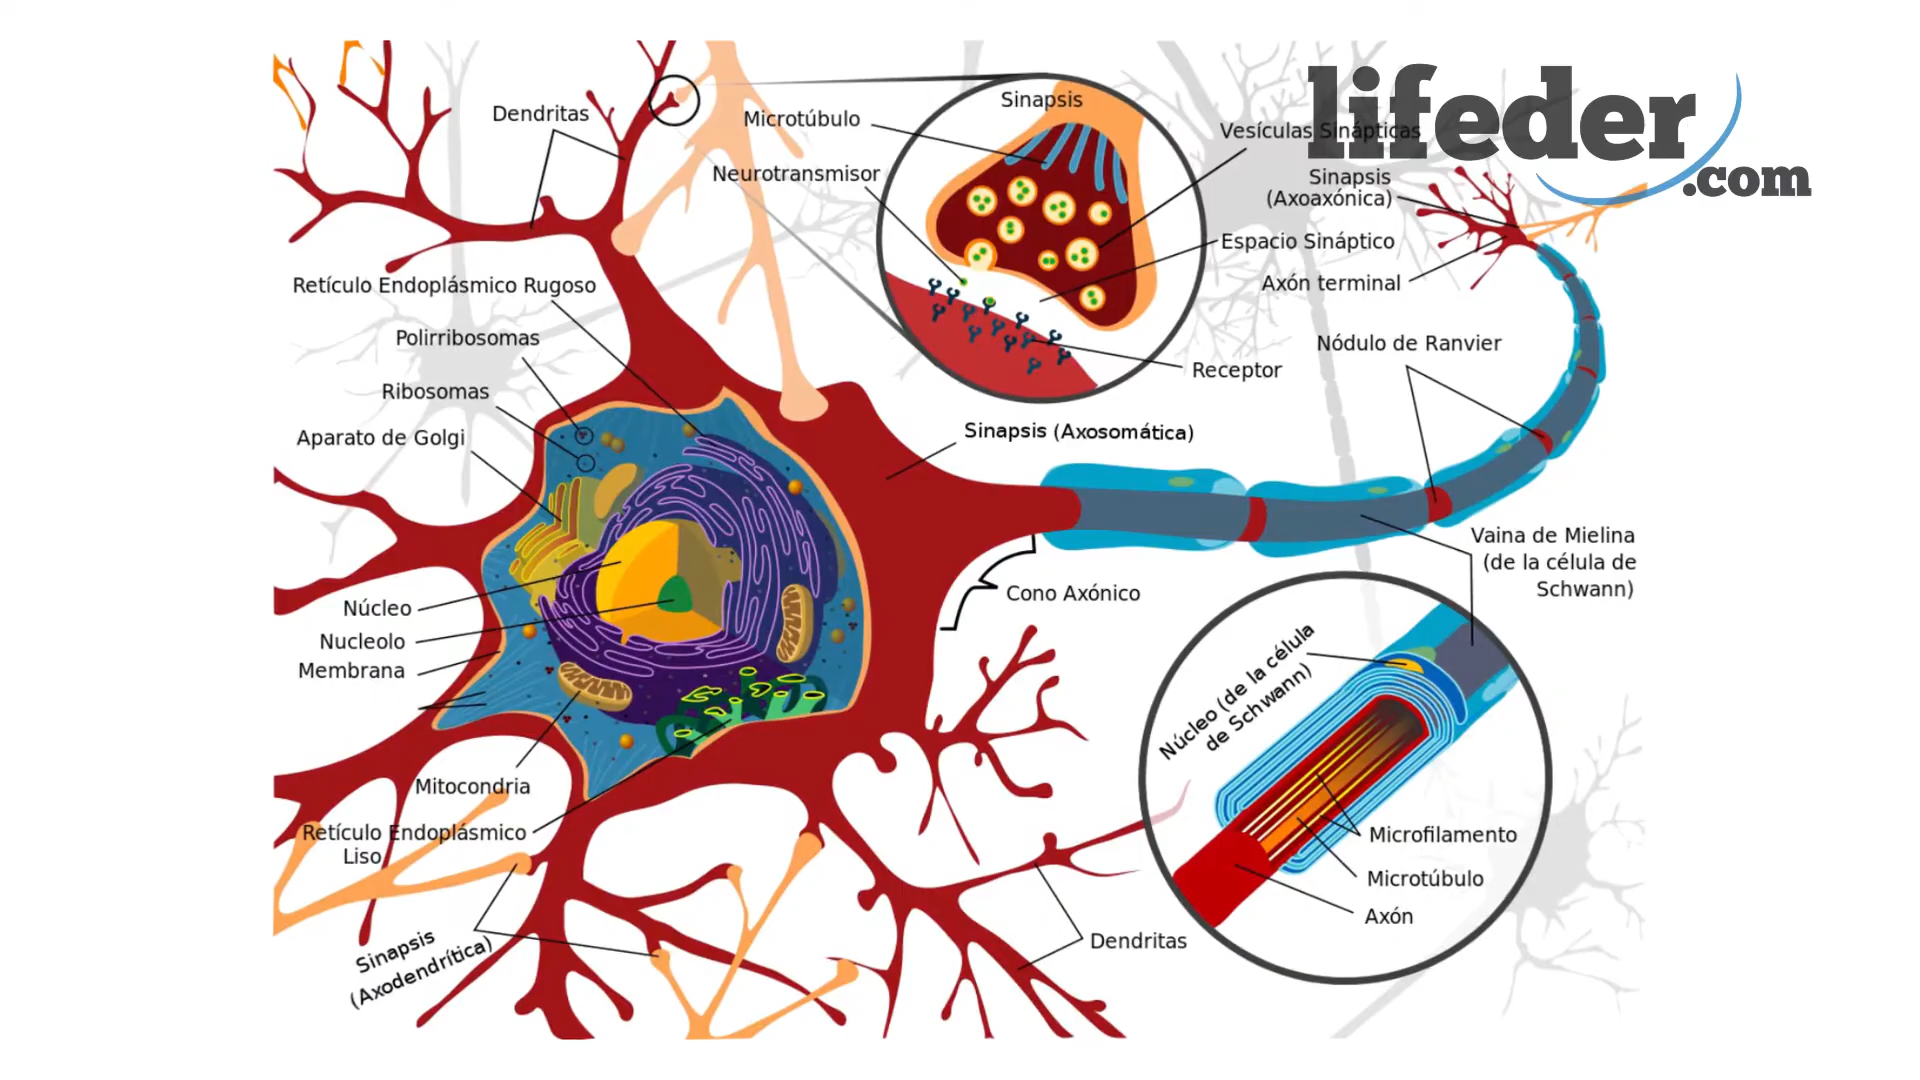 lifeder
.com
Dendritas
Microtúbulo
Sinapsis
Vesículas Sinápticas
Neurotransmisor
Sinapsis
(Axoaxónica)
Espacio Sináptico
Axón terminal
Retículo Endoplásmico Rugoso
Polirribosomas
Nódulo de Ranvier
Receptor
Ribosomas
Aparato de Golgi
Sinapsis (Axosomática)
Vaina de Mielina
(de la célula de
Schwann)
Cono Axónico
Núcleo
Nucleolo
Membrana
Núcleo (de la célula
de Schwann)
Mitocondria
Retículo Endoplásmico
Liso
Microfilamento
Microtúbulo
Axón
Sinapsis
(Axodendrítica)
Dendritas